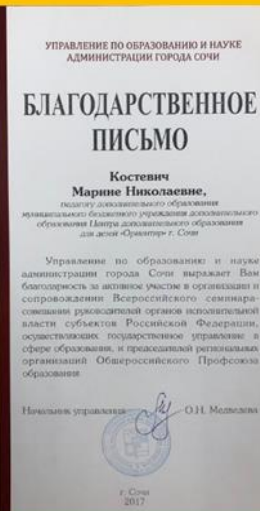 УПРАВЛЕНИЕ ПО ОБРАЗОВАНИЮ И НАУКЕ
АДМИНИСТРАЦИИ ГОРОДА СОЧИ
БЛАГОДАРСТВЕННОЕ
ПИСЬМО
Костевич
Марине Николаевне,
педагогу дополнительного образования
муниципального бюджетного учреждения дополнительного
образования Центра дополнительного образования
для детей «Ориентир» г. Сочи
Управление по образованию и науке
администрации города Сочи выражает Вам
благодарность за активное участие в организации и
сопровождении Всероссийского семинара-
совещания руководителей органов исполнительной
власти субъектов Российской Федерации,
осуществляющих государственное управление в
сфере образования, и председателей региональных
организаций Общероссийского Профсоюза
образования.
Начальник управления О.Н. Медведева
г. Сочи
2017